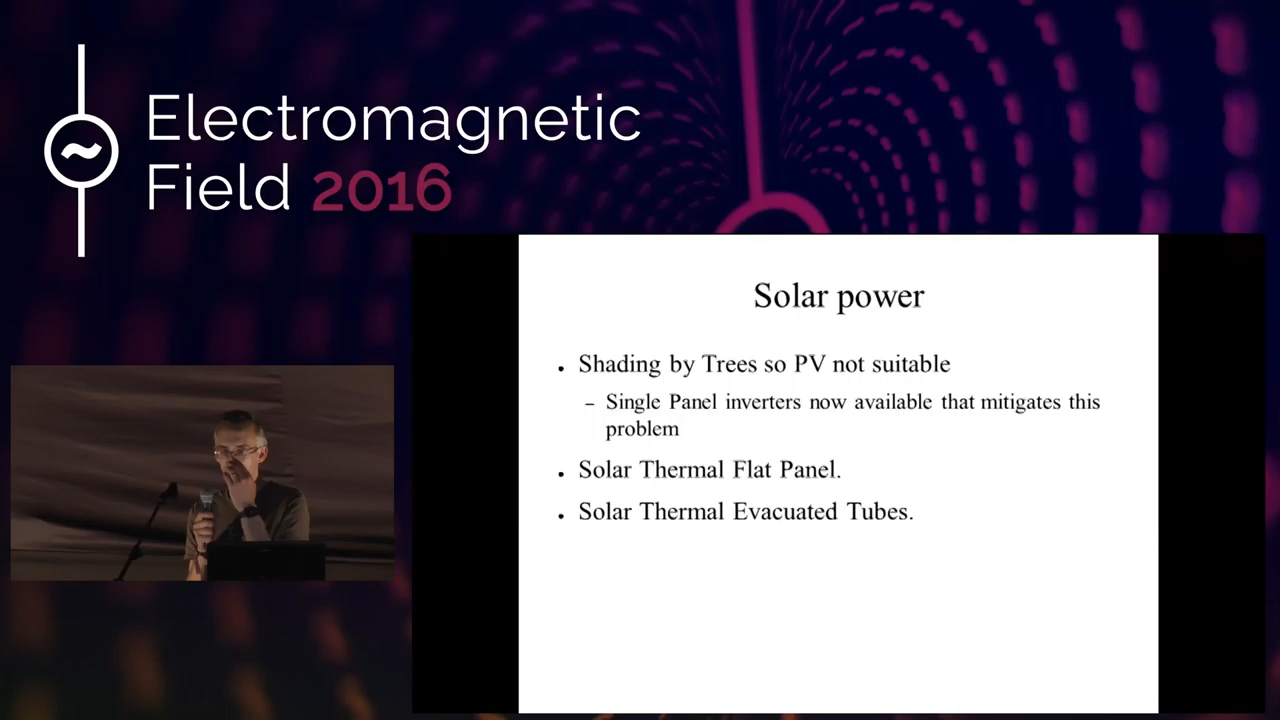 Electromagnetic
Field 2016
Solar power
• Shading by Trees so PV not suitable
– Single Panel inverters now available that mitigates this
problem
• Solar Thermal Flat Panel.
• Solar Thermal Evacuated Tubes.